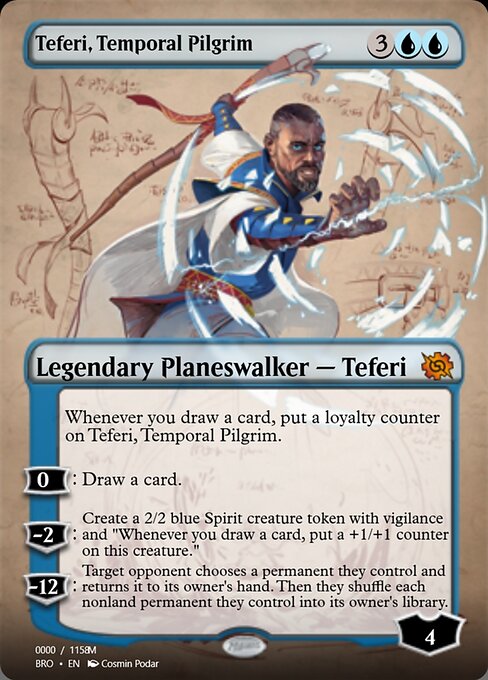 Teferi, Temporal Pilgrim 3
Legendary Planeswalker — Teferi
Whenever you draw a card, put a loyalty counter
on Teferi, Temporal Pilgrim.
0 : Draw a card.
Create a 2/2 blue Spirit creature token with vigilance
-2 : and "Whenever you draw a card, put a +1/+1 counter
on this creature."
Target opponent chooses a permanent they control and
-12 : returns it to its owner's hand. Then they shuffle each
nonland permanent they control into its owner's library.
4
0000 / 1158M
BRO • EN Cosmin Podar